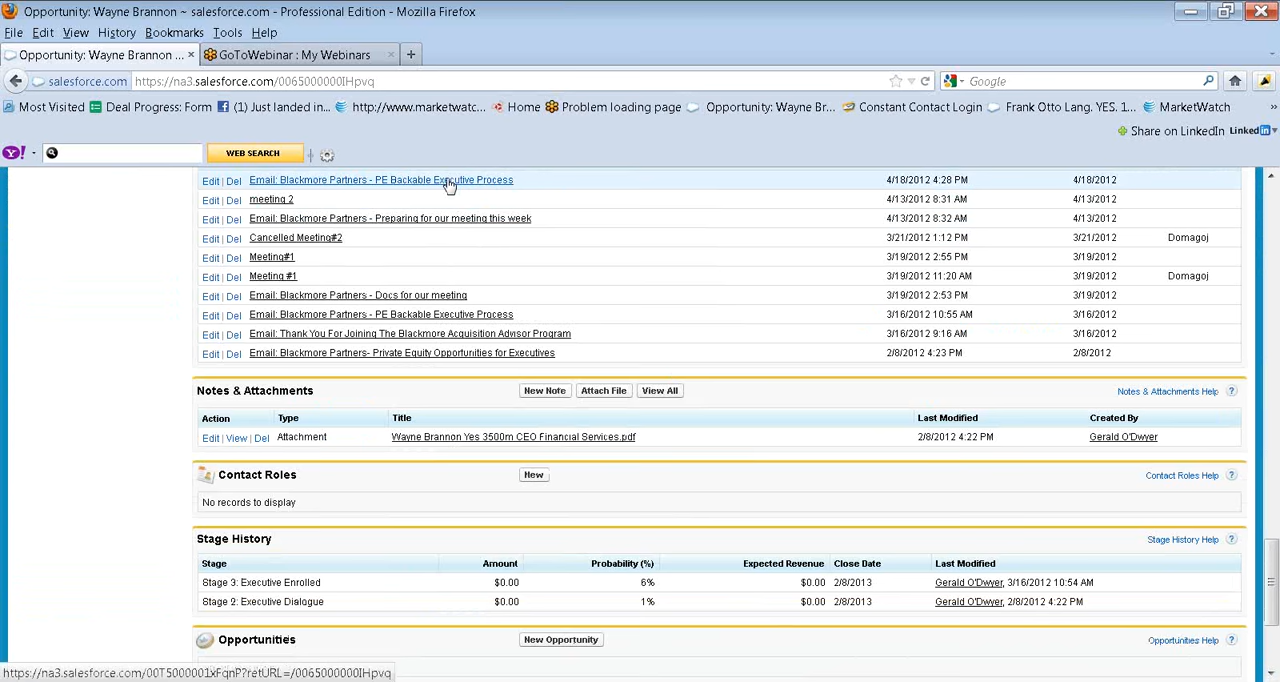 Opportunity: Wayne Brannon ~ salesforce.com - Professional Edition - Mozilla Firefox
File Edit View History Bookmarks Tools Help
Opportunity: Wayne Brannon ... × GoToWebinar : My Webinars × +
salesforce.com https://na3.salesforce.com/0065000000IHpvq Google
Most Visited Deal Progress: Form (1) Just landed in... http://www.marketwatc... Home Problem loading page Opportunity: Wayne Br... Constant Contact Login Frank Otto Lang. YES. 1... MarketWatch »
Share on LinkedIn LinkedIn
Y! WEB SEARCH
Edit | Del Email: Blackmore Partners - PE Backable Executive Process 4/18/2012 4:28 PM 4/18/2012
Edit | Del meeting 2 4/13/2012 8:31 AM 4/13/2012
Edit | Del Email: Blackmore Partners - Preparing for our meeting this week 4/13/2012 8:32 AM 4/13/2012
Edit | Del Cancelled Meeting#2 3/21/2012 1:12 PM 3/21/2012 Domagoj
Edit | Del Meeting#1 3/19/2012 2:55 PM 3/19/2012
Edit | Del Meeting #1 3/19/2012 11:20 AM 3/19/2012 Domagoj
Edit | Del Email: Blackmore Partners - Docs for our meeting 3/19/2012 2:53 PM 3/19/2012
Edit | Del Email: Blackmore Partners - PE Backable Executive Process 3/16/2012 10:55 AM 3/16/2012
Edit | Del Email: Thank You For Joining The Blackmore Acquisition Advisor Program 3/16/2012 9:16 AM 3/16/2012
Edit | Del Email: Blackmore Partners- Private Equity Opportunities for Executives 2/8/2012 4:23 PM 2/8/2012
Notes & Attachments New Note Attach File View All Notes & Attachments Help ?
Action Type Title Last Modified Created By
Edit | View | Del Attachment Wayne Brannon Yes 3500m CEO Financial Services.pdf 2/8/2012 4:22 PM Gerald O'Dwyer
Contact Roles New Contact Roles Help ?
No records to display
Stage History Stage History Help ?
Stage Amount Probability (%) Expected Revenue Close Date Last Modified
Stage 3: Executive Enrolled $0.00 6% $0.00 2/8/2013 Gerald O'Dwyer, 3/16/2012 10:54 AM
Stage 2: Executive Dialogue $0.00 1% $0.00 2/8/2013 Gerald O'Dwyer, 2/8/2012 4:22 PM
Opportunities New Opportunity Opportunities Help ?
https://na3.salesforce.com/00T5000001xFqnP?retURL=/0065000000IHpvq